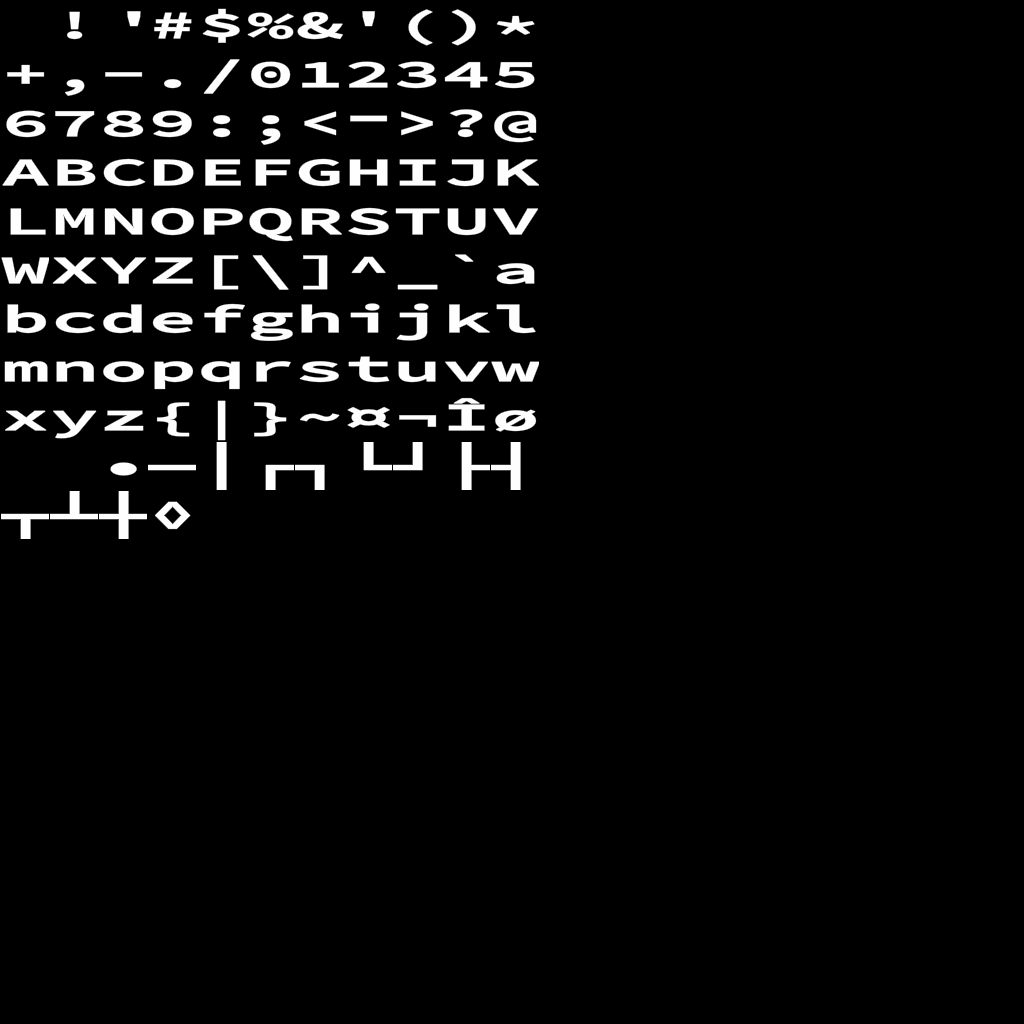 ! '#$%&'()*
+,—./012345
6789:;<¯>?@
ABCDEFGHIJK
LMNOPQRSTUV
WXYZ[\]^_`a
bcdefghijkl
mnopqrstuvw
xyz{|}~¤¬Îø
•─│┌┐└┘├┤
┬┴┼◇